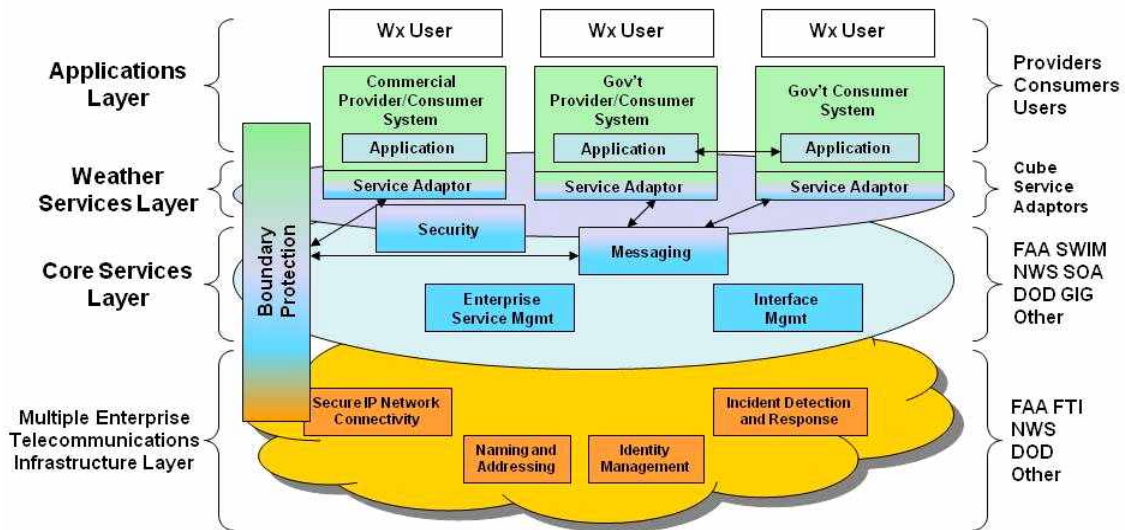 Wx User
Wx User
Wx User
Applications
Layer
Commercial
Provider/Consumer
System
Application
Gov't
Provider/Consumer
System
Application
Gov't Consumer
System
Application
Providers
Consumers
Users
Weather
Services Layer
Service Adaptor
Service Adaptor
Service Adaptor
Cube
Service
Adaptors
Boundary
Protection
Security
Messaging
Core Services
Layer
Enterprise
Service Mgmt
Interface
Mgmt
FAA SWIM
NWS SOA
DOD GIG
Other
Multiple Enterprise
Telecommunications
Infrastructure Layer
Secure IP Network
Connectivity
Naming and
Addressing
Identity
Management
Incident Detection
and Response
FAA FTI
NWS
DOD
Other